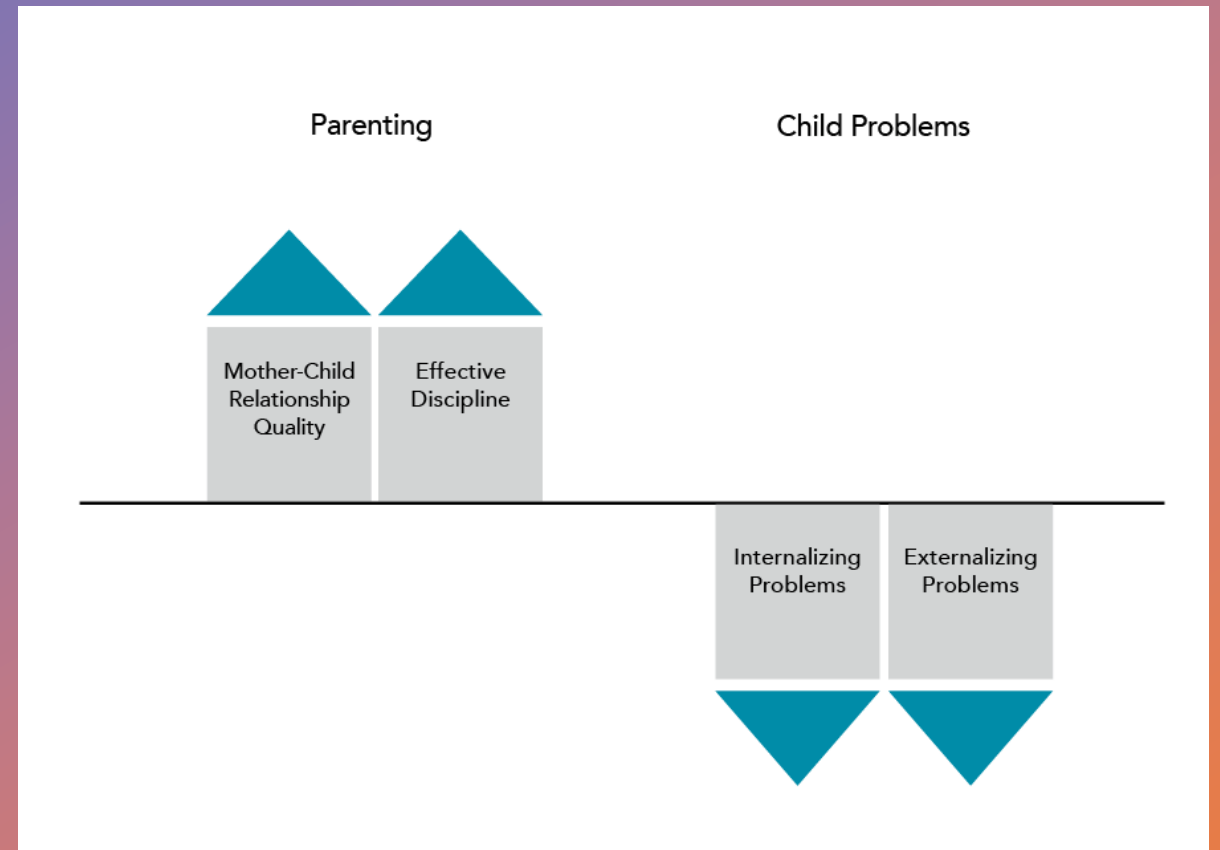 Parenting
Child Problems
Mother-Child
Relationship
Quality
Effective
Discipline
Internalizing
Problems
Externalizing
Problems